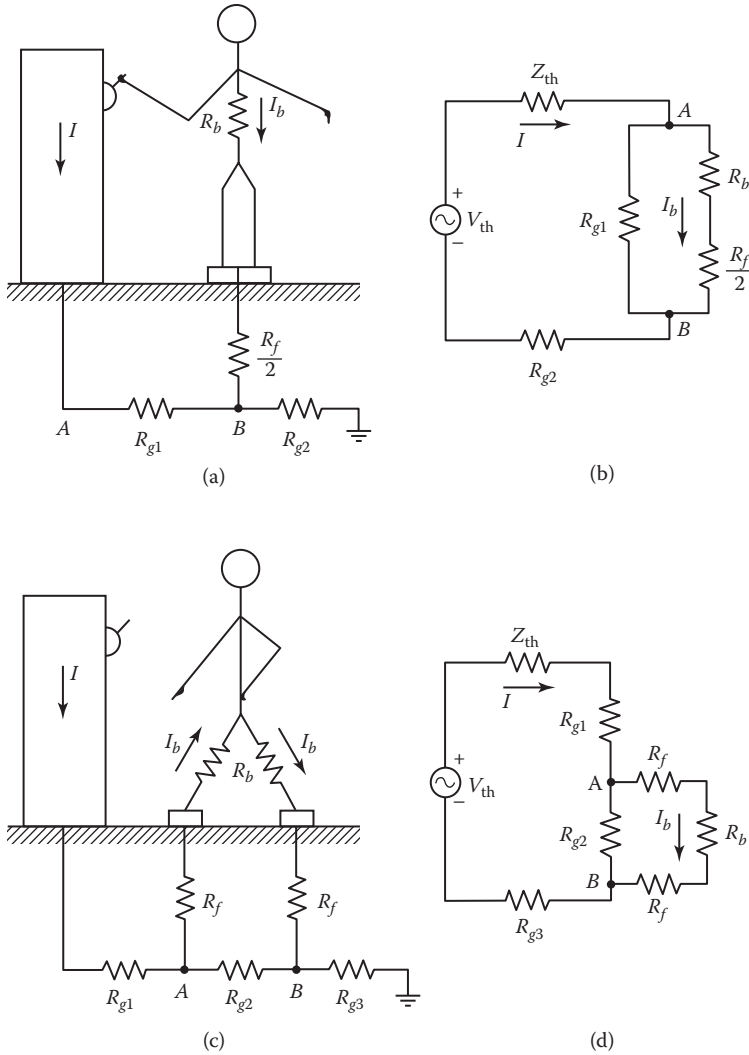 I
R_b
I_b
R_f
2
A
R_g1
B
R_g2
(a)
Z_th
I
A
R_b
I_b
R_g1
R_f
2
+
V_th
−
B
R_g2
(b)
I
I_b
R_b
I_b
R_f
R_f
R_g1
A
R_g2
B
R_g3
(c)
Z_th
I
R_g1
+
V_th
−
A
R_f
R_g2
I_b
R_b
B
R_f
R_g3
(d)